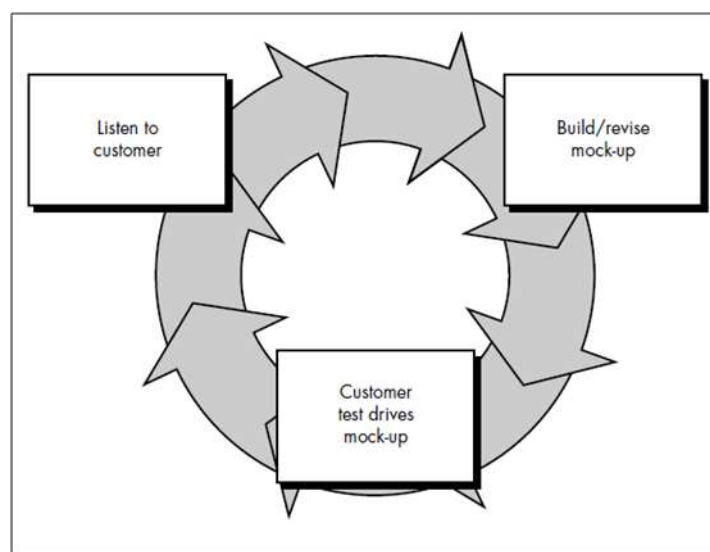 Listen to
customer
Build/revise
mock-up
Customer
test drives
mock-up